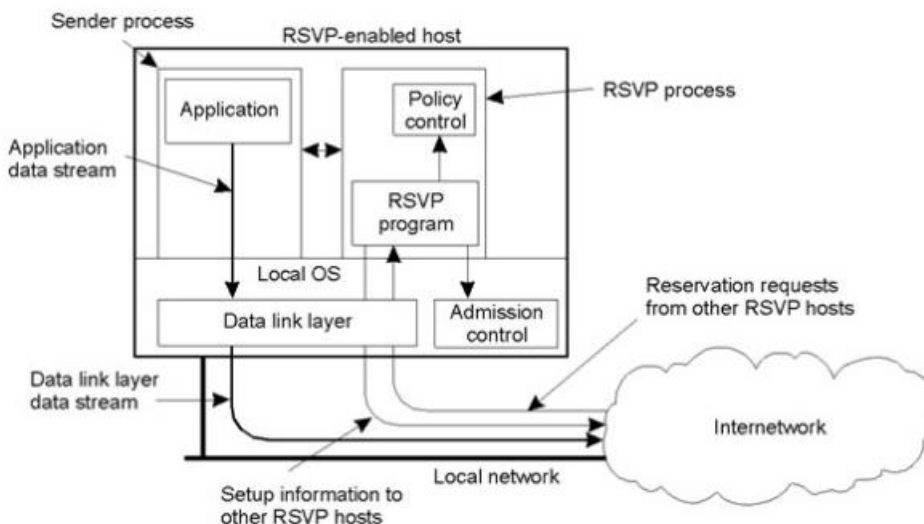 Sender process
RSVP-enabled host
Application
Policy
control
RSVP process
Application
data stream
RSVP
program
Local OS
Reservation requests
from other RSVP hosts
Data link layer
Admission
control
Data link layer
data stream
Internetwork
Local network
Setup information to
other RSVP hosts